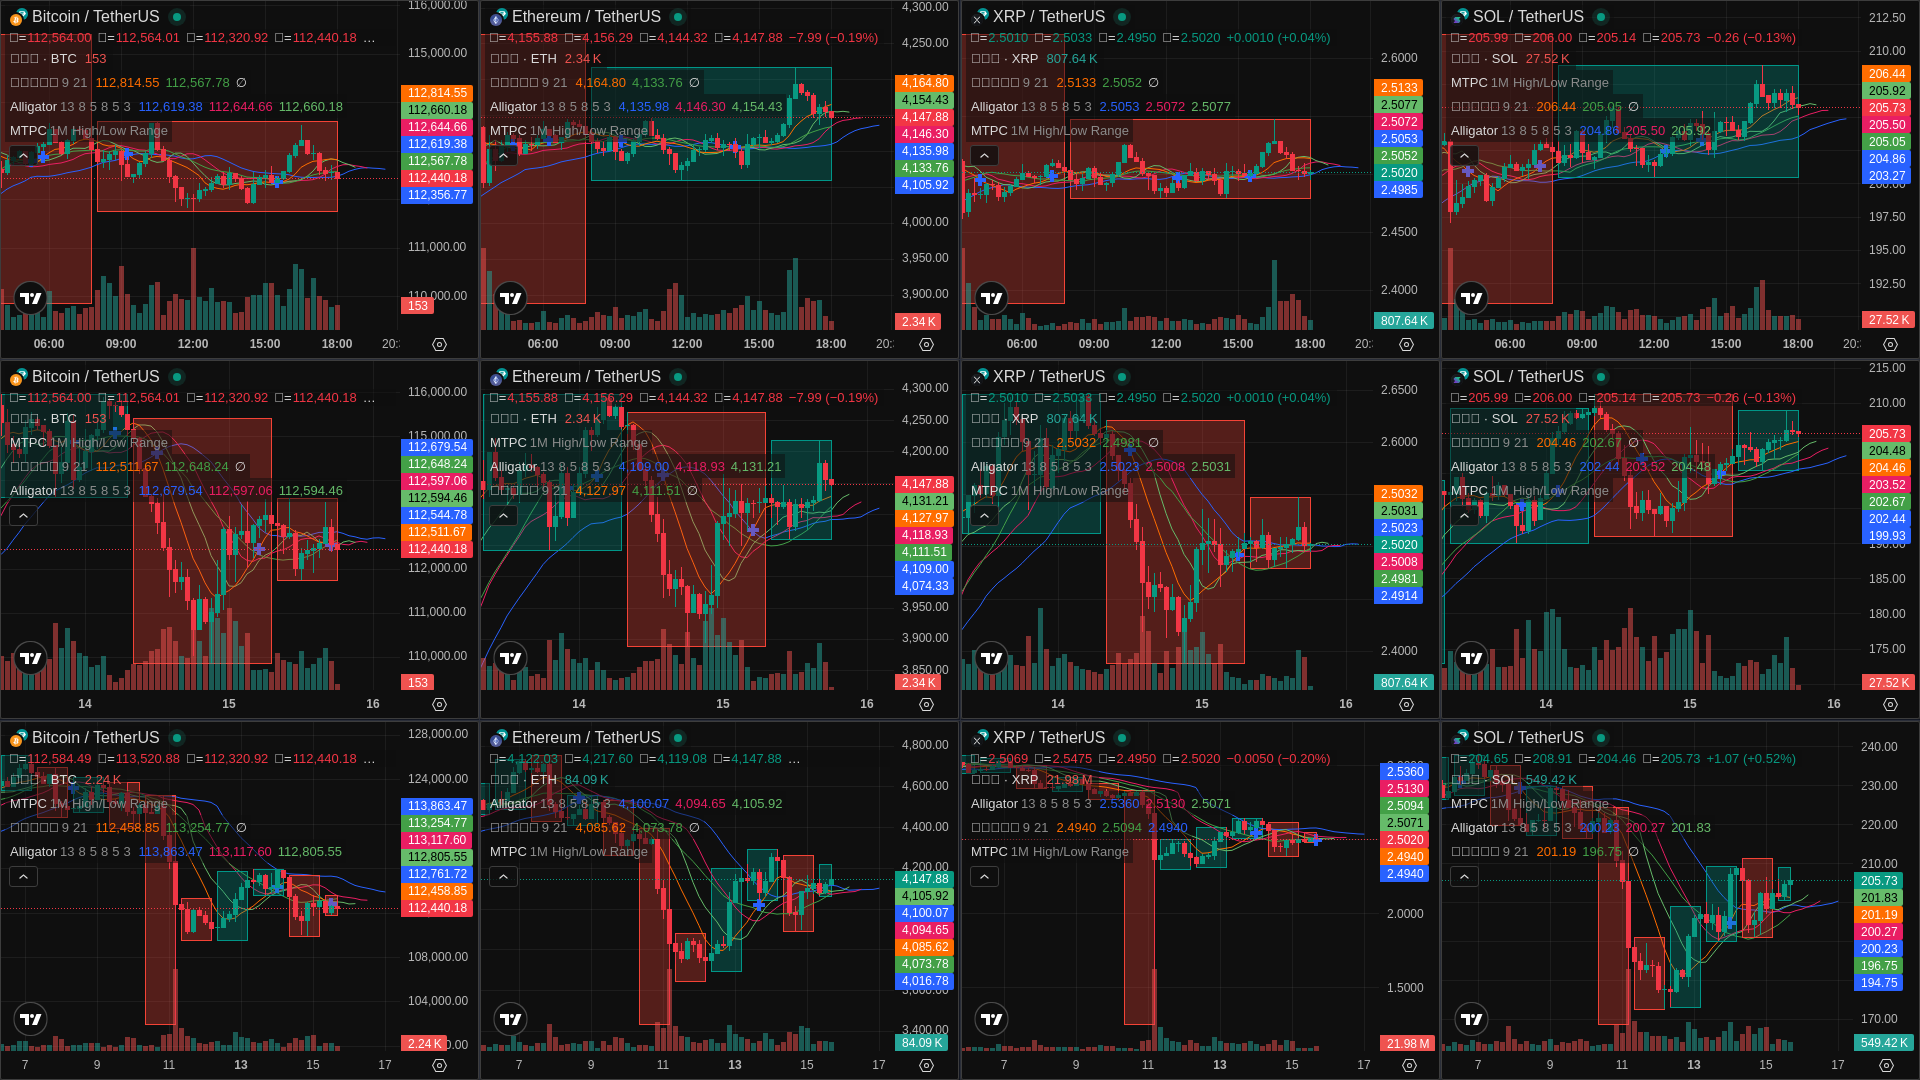 Bitcoin / TetherUS
=112,564.00 =112,564.01 =112,320.92 =112,440.18 ...
· BTC 153
9 21 112,814.55 112,567.78 ∅
Alligator 13 8 5 8 5 3 112,619.38 112,644.66 112,660.18
MTPC 1M High/Low Range
116,000.00
115,000.00
112,814.55
112,660.18
112,644.66
112,619.38
112,567.78
112,440.18
112,356.77
111,000.00
110,000.00
153
06:00 09:00 12:00 15:00 18:00 20:
Ethereum / TetherUS
=4,155.88 =4,156.29 =4,144.32 =4,147.88 −7.99 (−0.19%)
· ETH 2.34 K
9 21 4,164.80 4,133.76 ∅
Alligator 13 8 5 8 5 3 4,135.98 4,146.30 4,154.43
MTPC 1M High/Low Range
4,300.00
4,250.00
4,164.80
4,154.43
4,147.88
4,146.30
4,135.98
4,133.76
4,105.92
4,000.00
3,950.00
3,900.00
2.34 K
06:00 09:00 12:00 15:00 18:00 20:
XRP / TetherUS
=2.5010 =2.5033 =2.4950 =2.5020 +0.0010 (+0.04%)
· XRP 807.64 K
9 21 2.5133 2.5052 ∅
Alligator 13 8 5 8 5 3 2.5053 2.5072 2.5077
MTPC 1M High/Low Range
2.6000
2.5133
2.5077
2.5072
2.5053
2.5052
2.5020
2.4985
2.4500
2.4000
807.64 K
06:00 09:00 12:00 15:00 18:00 20:
SOL / TetherUS
=205.99 =206.00 =205.14 =205.73 −0.26 (−0.13%)
· SOL 27.52 K
MTPC 1M High/Low Range
9 21 206.44 205.05 ∅
Alligator 13 8 5 8 5 3 204.86 205.50 205.92
212.50
210.00
206.44
205.92
205.73
205.50
205.05
204.86
203.27
200.00
197.50
195.00
192.50
27.52 K
06:00 09:00 12:00 15:00 18:00 20:
Bitcoin / TetherUS
=112,564.00 =112,564.01 =112,320.92 =112,440.18 ...
· BTC 153
MTPC 1M High/Low Range
9 21 112,511.67 112,648.24 ∅
Alligator 13 8 5 8 5 3 112,679.54 112,597.06 112,594.46
116,000.00
115,000.00
112,679.54
112,648.24
112,597.06
112,594.46
112,544.78
112,511.67
112,440.18
112,000.00
111,000.00
110,000.00
153
14 15 16
Ethereum / TetherUS
=4,155.88 =4,156.29 =4,144.32 =4,147.88 −7.99 (−0.19%)
· ETH 2.34 K
MTPC 1M High/Low Range
Alligator 13 8 5 8 5 3 4,109.00 4,118.93 4,131.21
9 21 4,127.97 4,111.51 ∅
4,300.00
4,250.00
4,200.00
4,147.88
4,131.21
4,127.97
4,118.93
4,111.51
4,109.00
4,074.33
3,950.00
3,900.00
3,850.00
2.34 K
14 15 16
XRP / TetherUS
=2.5010 =2.5033 =2.4950 =2.5020 +0.0010 (+0.04%)
· XRP 807.64 K
9 21 2.5032 2.4981 ∅
Alligator 13 8 5 8 5 3 2.5023 2.5008 2.5031
MTPC 1M High/Low Range
2.6500
2.6000
2.5032
2.5031
2.5023
2.5020
2.5008
2.4981
2.4914
2.4000
807.64 K
14 15 16
SOL / TetherUS
=205.99 =206.00 =205.14 =205.73 −0.26 (−0.13%)
· SOL 27.52 K
9 21 204.46 202.67 ∅
Alligator 13 8 5 8 5 3 202.44 203.52 204.48
MTPC 1M High/Low Range
215.00
210.00
205.73
204.48
204.46
203.52
202.67
202.44
199.93
190.00
185.00
180.00
175.00
27.52 K
14 15 16
Bitcoin / TetherUS
=112,584.49 =113,520.88 =112,320.92 =112,440.18 ...
· BTC 2.24 K
MTPC 1M High/Low Range
9 21 112,458.85 113,254.77 ∅
Alligator 13 8 5 8 5 3 113,863.47 113,117.60 112,805.55
128,000.00
124,000.00
113,863.47
113,254.77
113,117.60
112,805.55
112,761.72
112,458.85
112,440.18
108,000.00
104,000.00
2.24 K
7 9 11 13 15 17
Ethereum / TetherUS
=4,122.03 =4,217.60 =4,119.08 =4,147.88 ...
· ETH 84.09 K
Alligator 13 8 5 8 5 3 4,100.07 4,094.65 4,105.92
9 21 4,085.62 4,073.78 ∅
MTPC 1M High/Low Range
4,800.00
4,600.00
4,400.00
4,200.00
4,147.88
4,105.92
4,100.07
4,094.65
4,085.62
4,073.78
4,016.78
3,600.00
3,400.00
84.09 K
7 9 11 13 15 17
XRP / TetherUS
=2.5069 =2.5475 =2.4950 =2.5020 −0.0050 (−0.20%)
· XRP 21.98 M
Alligator 13 8 5 8 5 3 2.5360 2.5130 2.5071
9 21 2.4940 2.5094 2.4940
MTPC 1M High/Low Range
2.5360
2.5130
2.5094
2.5071
2.5020
2.4940
2.4940
2.0000
1.5000
21.98 M
7 9 11 13 15 17
SOL / TetherUS
=204.65 =208.91 =204.46 =205.73 +1.07 (+0.52%)
· SOL 549.42 K
MTPC 1M High/Low Range
Alligator 13 8 5 8 5 3 200.23 200.27 201.83
9 21 201.19 196.75 ∅
240.00
230.00
220.00
210.00
205.73
201.83
201.19
200.27
200.23
196.75
194.75
170.00
549.42 K
7 9 11 13 15 17